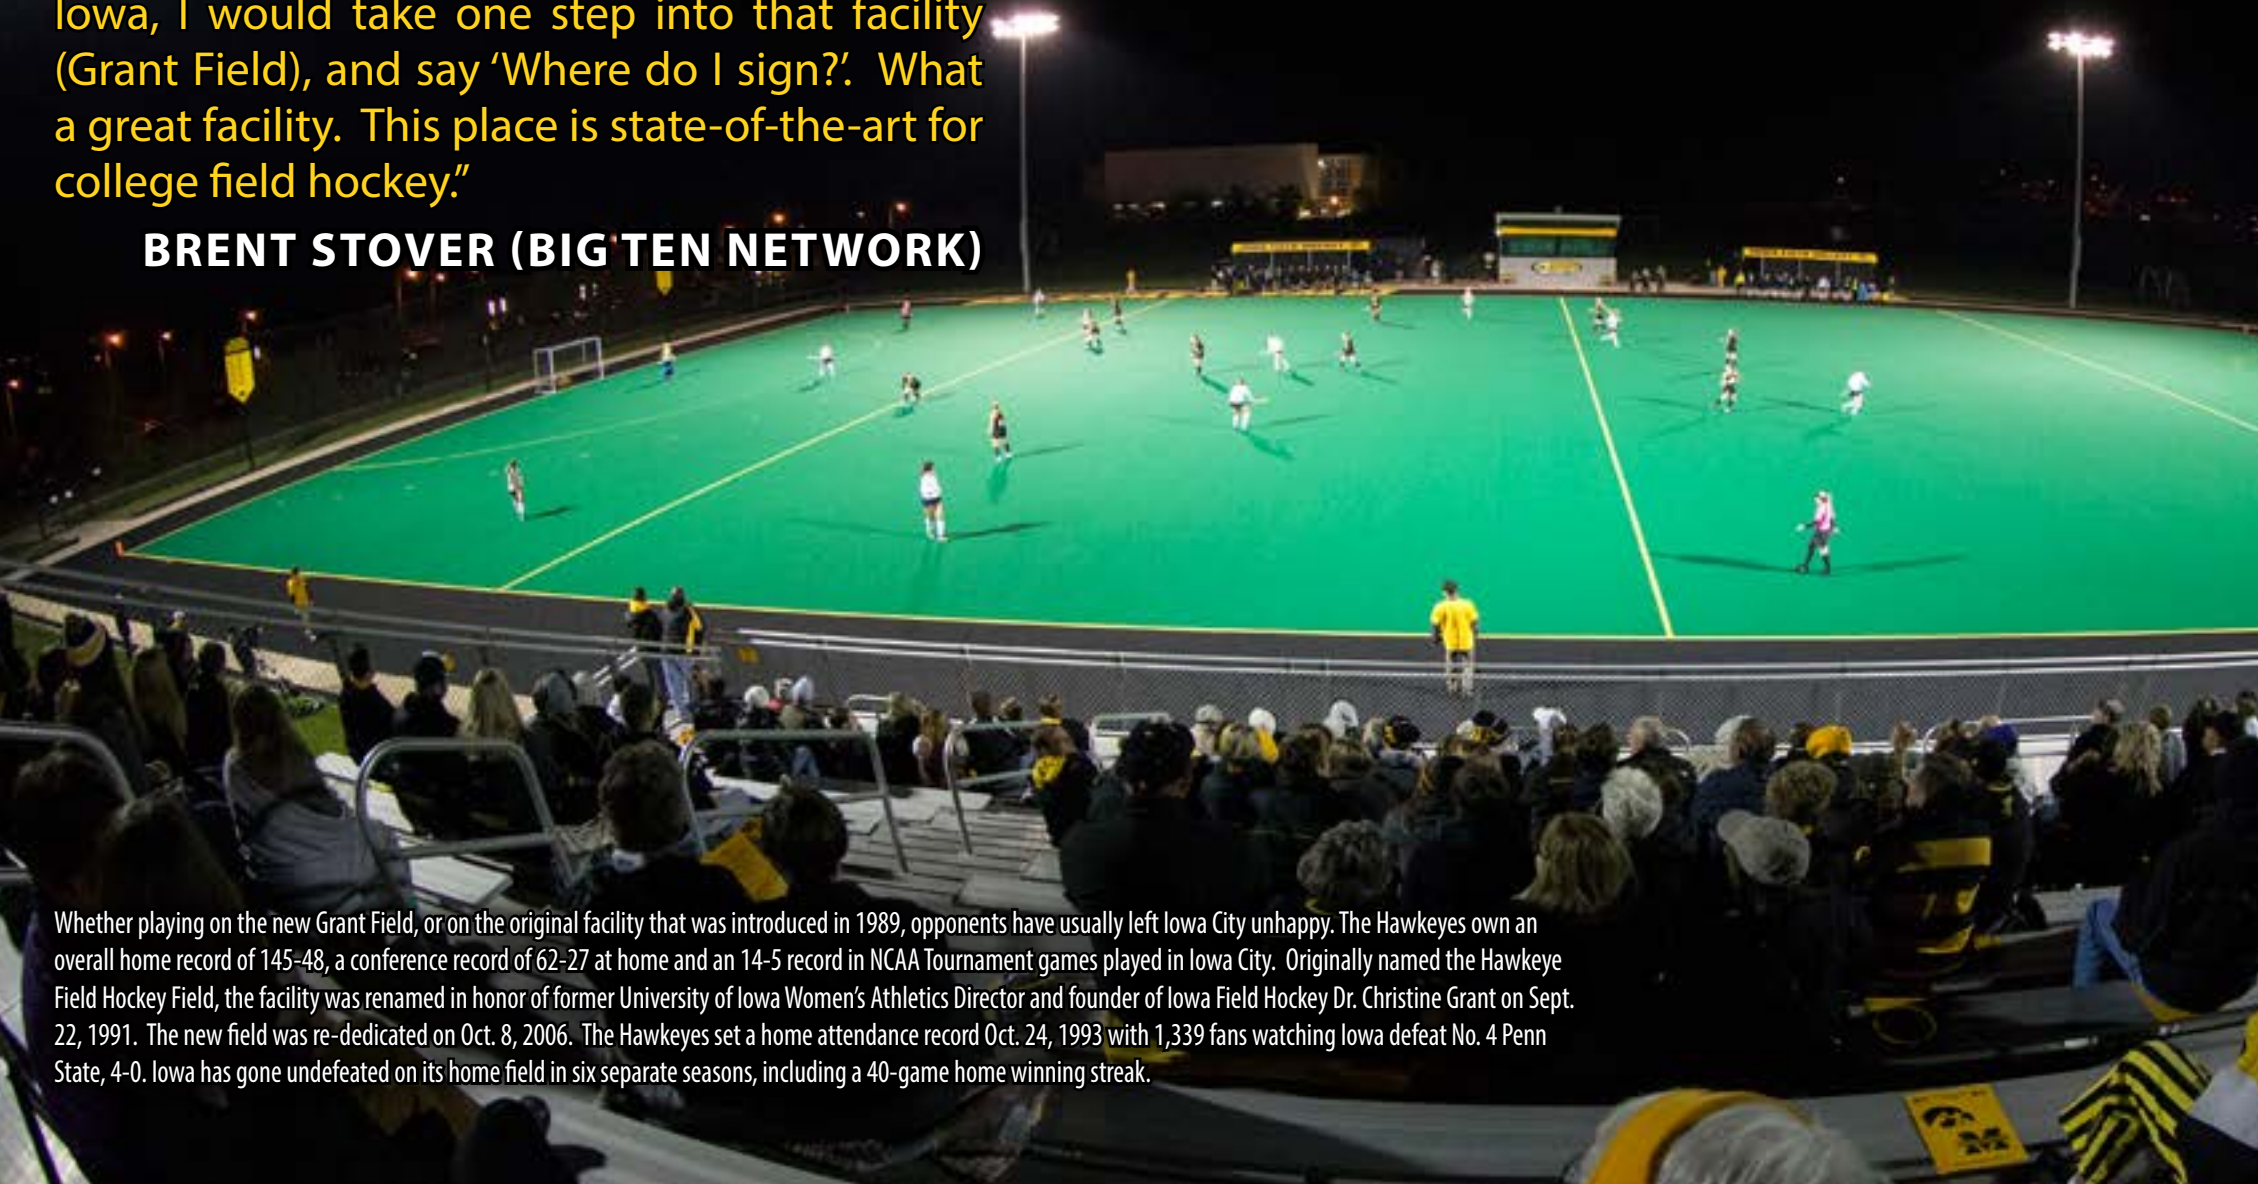 Iowa, I would take one step into that facility
(Grant Field), and say ‘Where do I sign?’.  What
a great facility.  This place is state-of-the-art for
college field hockey.”
BRENT STOVER (BIG TEN NETWORK)
Whether playing on the new Grant Field, or on the original facility that was introduced in 1989, opponents have usually left Iowa City unhappy. The Hawkeyes own an
overall home record of 145-48, a conference record of 62-27 at home and an 14-5 record in NCAA Tournament games played in Iowa City.  Originally named the Hawkeye
Field Hockey Field, the facility was renamed in honor of former University of Iowa Women’s Athletics Director and founder of Iowa Field Hockey Dr. Christine Grant on Sept.
22, 1991.  The new field was re-dedicated on Oct. 8, 2006.  The Hawkeyes set a home attendance record Oct. 24, 1993 with 1,339 fans watching Iowa defeat No. 4 Penn
State, 4-0. Iowa has gone undefeated on its home field in six separate seasons, including a 40-game home winning streak.
M